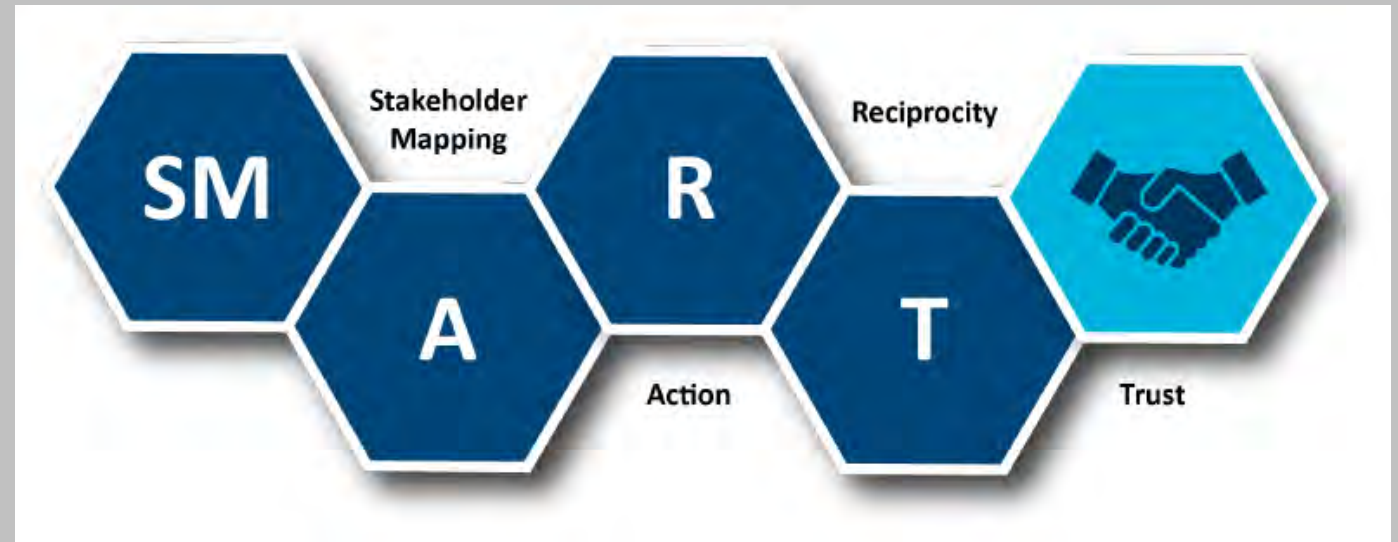 SM
Stakeholder
Mapping
A
Action
R
Reciprocity
T
Trust